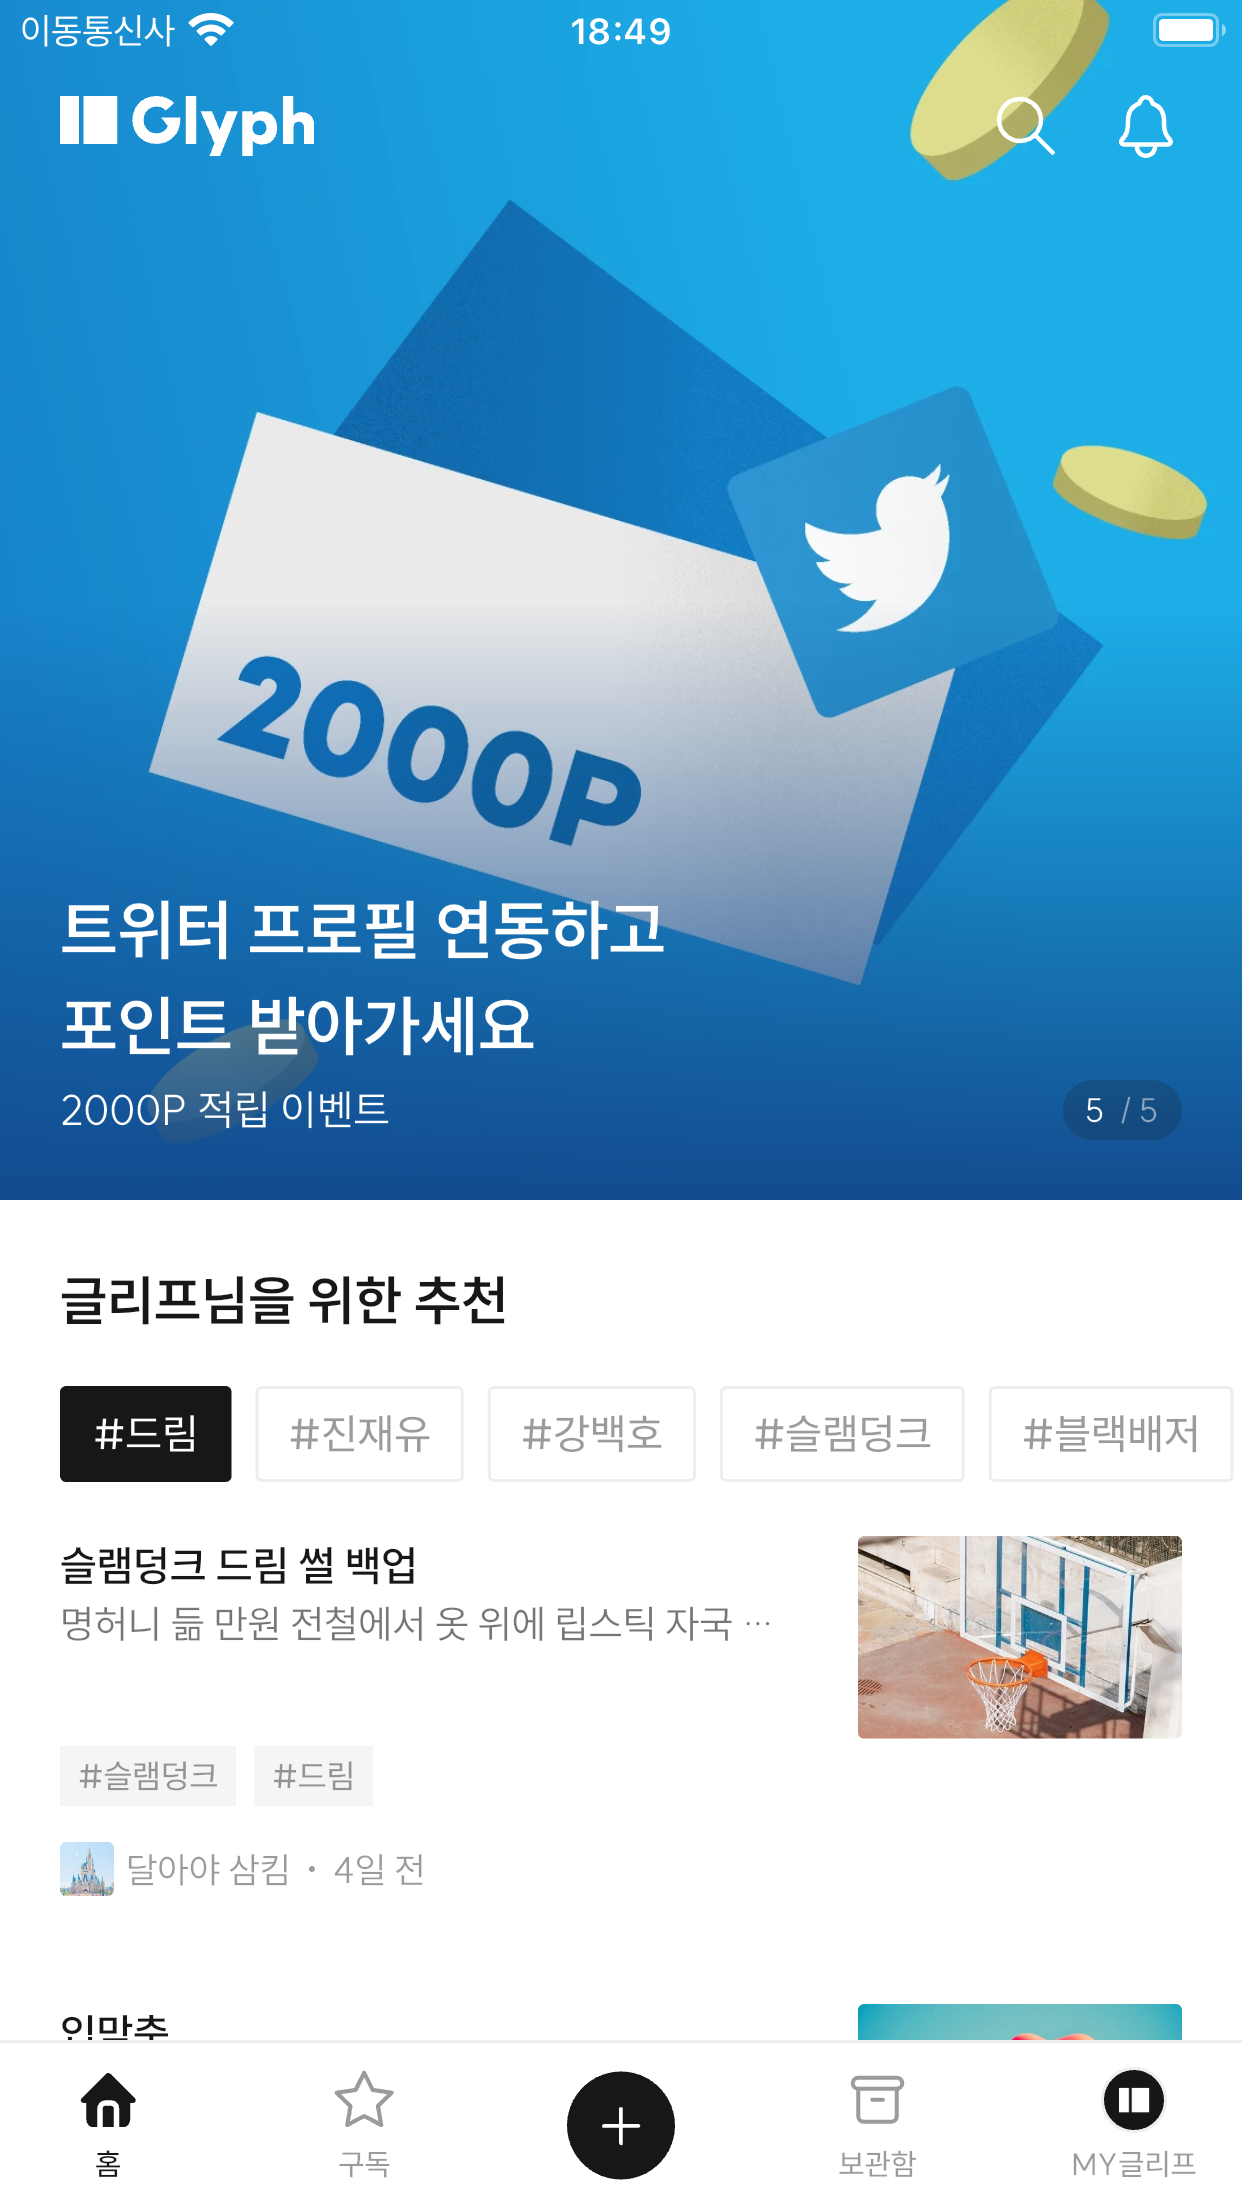 이동통신사
18:49
Glyph
2000P
트위터 프로필 연동하고
포인트 받아가세요
2000P 적립 이벤트
5 / 5
글리프님을 위한 추천
#드림 #진재유 #강백호 #슬램덩크 #블랙배저
슬램덩크 드림 썰 백업
명허니 듦 만원 전철에서 옷 위에 립스틱 자국 …
#슬램덩크 #드림
달아야 삼킴 · 4일 전
입맞춤
홈 구독 보관함 MY글리프